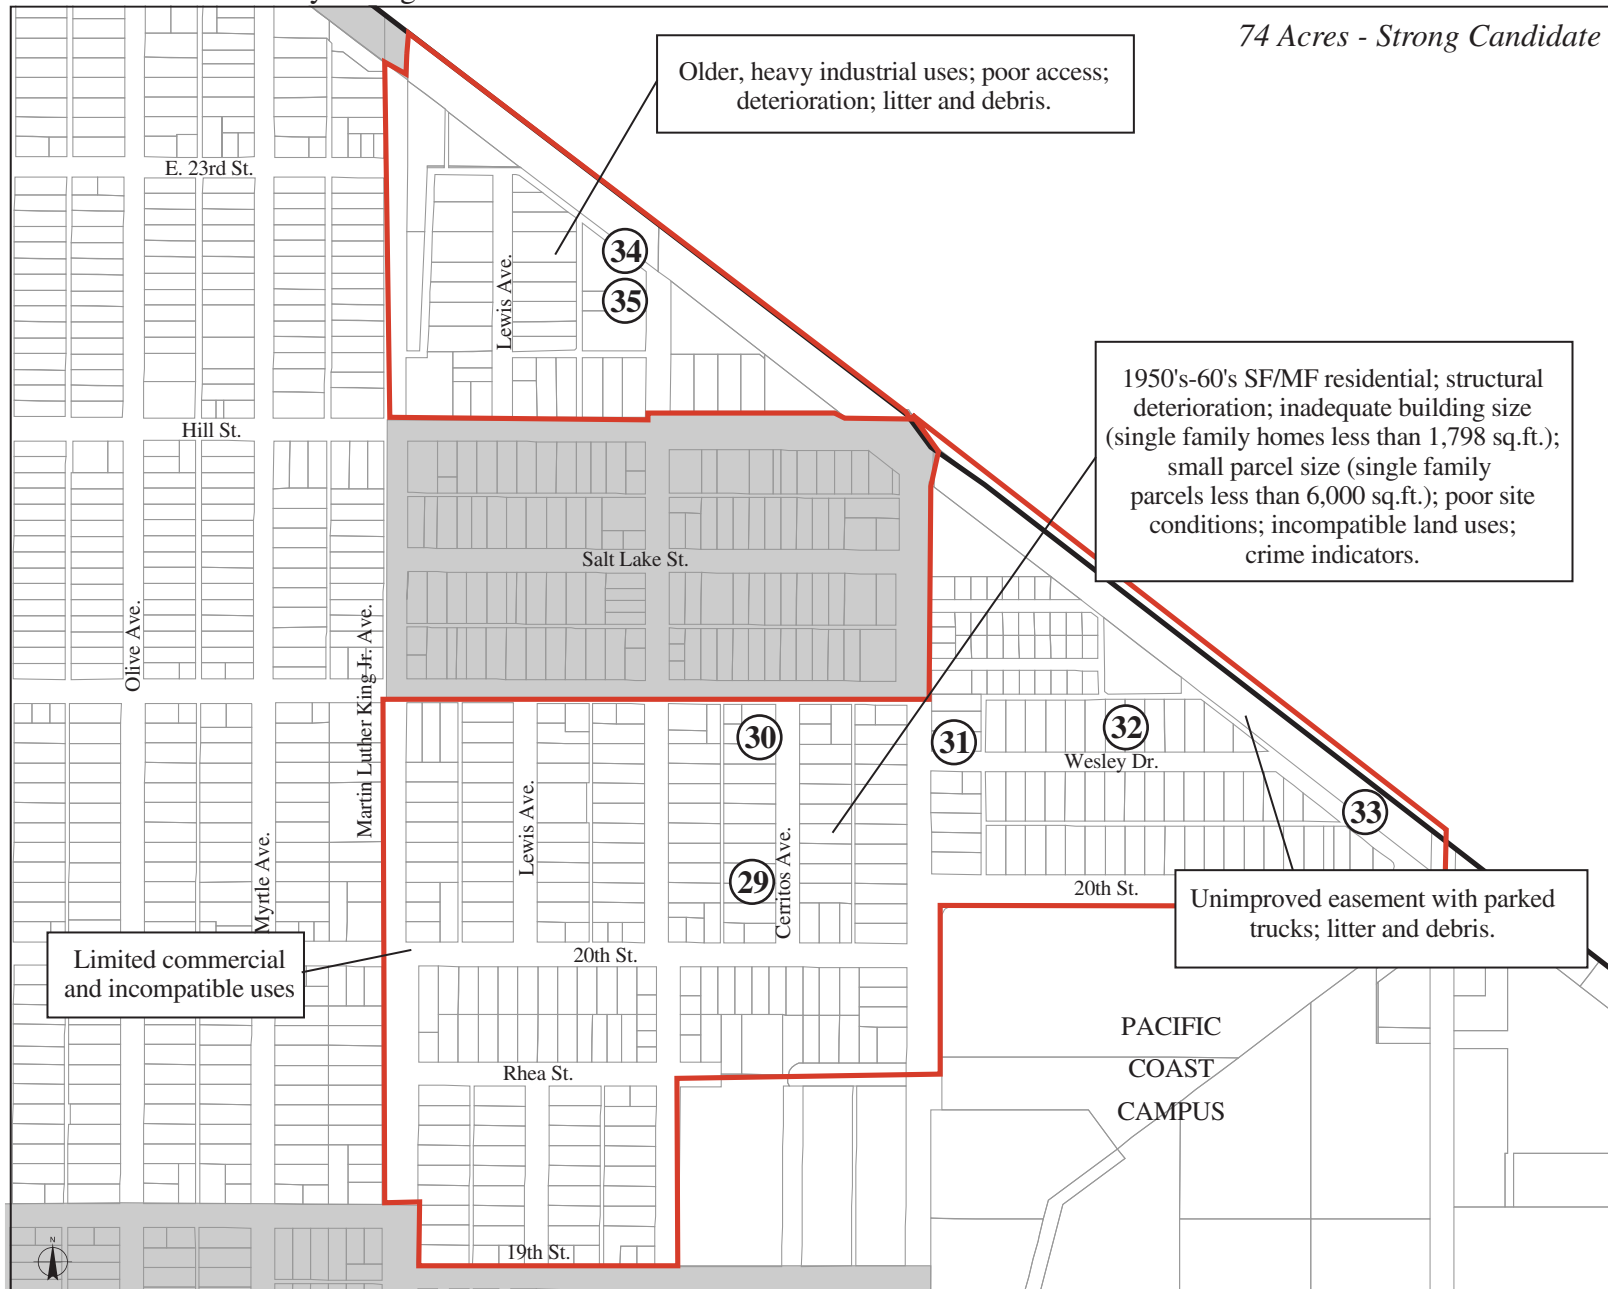 74 Acres - Strong Candidate
Older, heavy industrial uses; poor access;
deterioration; litter and debris.
E. 23rd St.
34
Lewis Ave.
35
1950's-60's SF/MF residential; structural
deterioration; inadequate building size
(single family homes less than 1,798 sq.ft.);
small parcel size (single family
parcels less than 6,000 sq.ft.); poor site
conditions; incompatible land uses;
crime indicators.
Hill St.
Salt Lake St.
Olive Ave.
Martin Luther King Jr. Ave.
30
31
32
Wesley Dr.
33
Lewis Ave.
Myrtle Ave.
29
Cerritos Ave.
20th St.
Unimproved easement with parked
trucks; litter and debris.
Limited commercial
and incompatible uses
20th St.
PACIFIC
COAST
CAMPUS
Rhea St.
19th St.
N